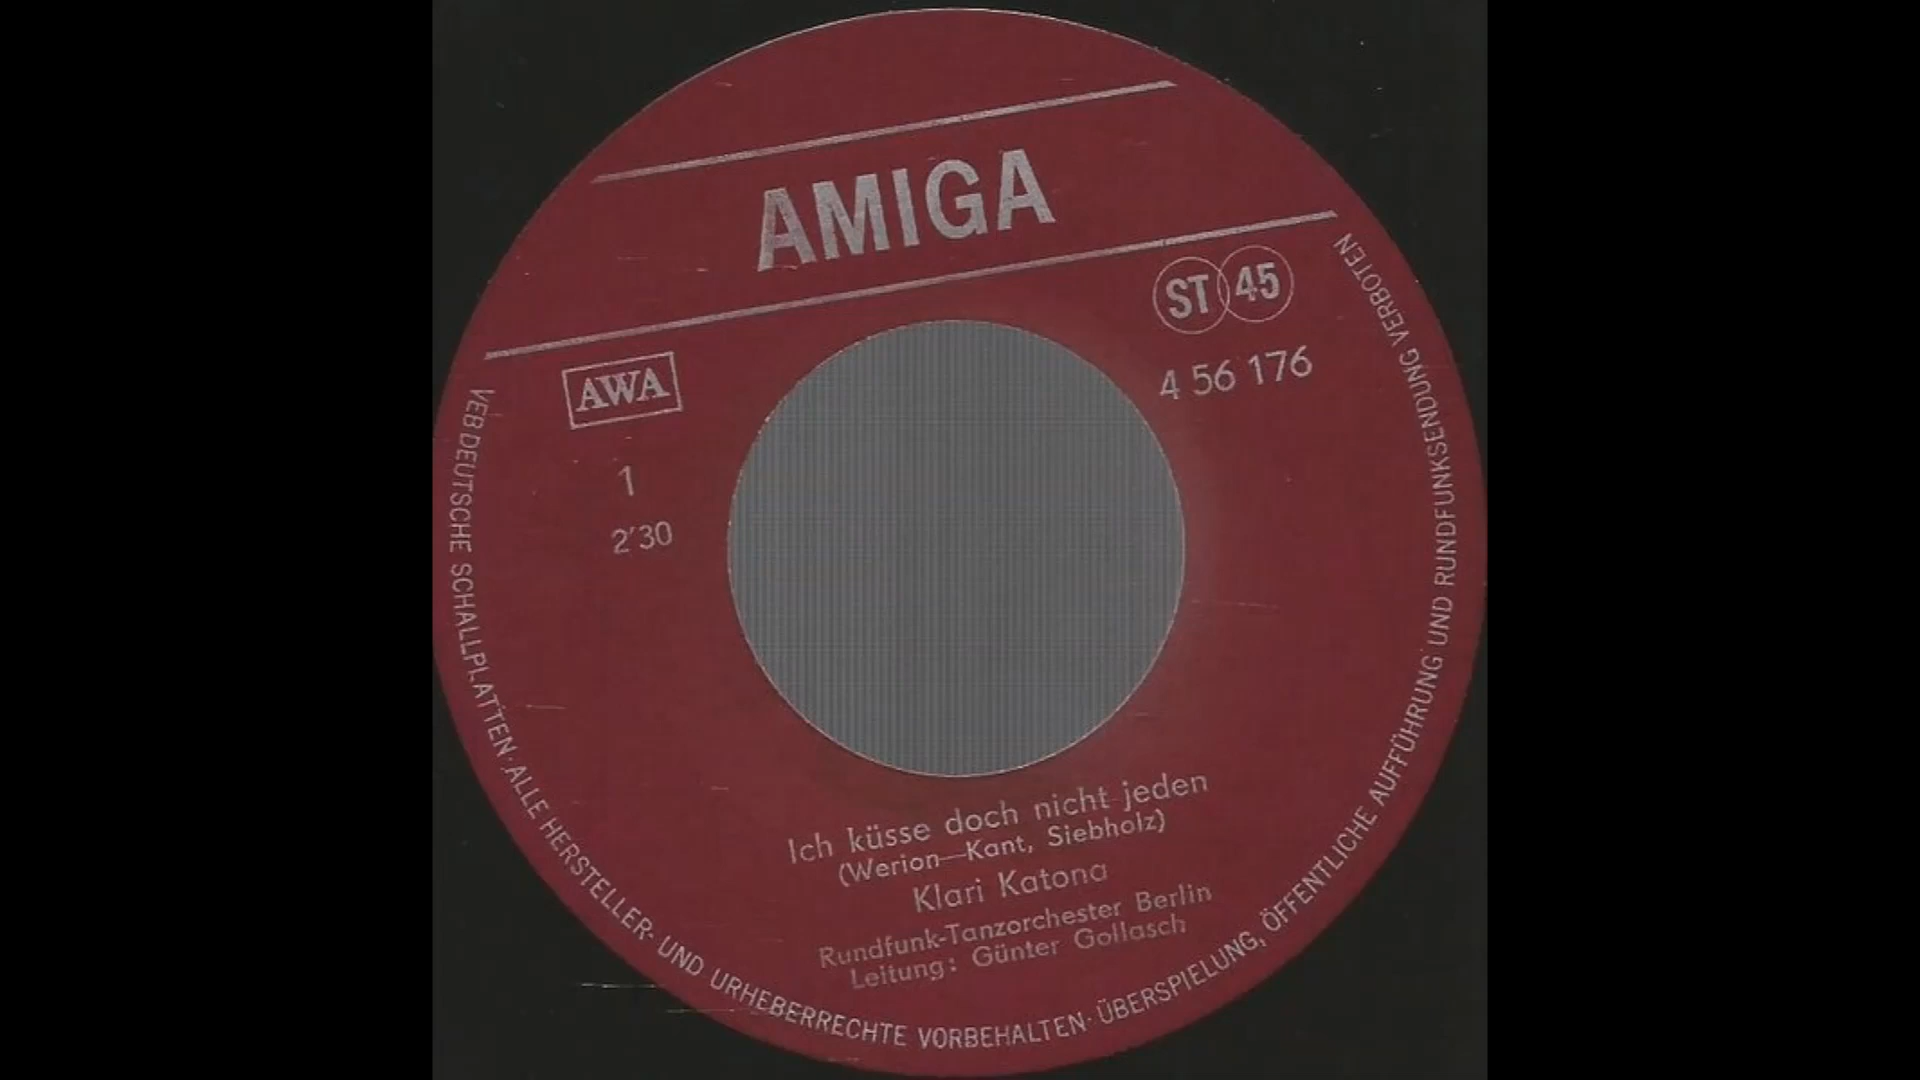 AMIGA
ST 45
4 56 176
AWA
1
2'30
Ich küsse doch nicht jeden
(Werion—Kant, Siebholz)
Klari Katona
Rundfunk-Tanzorchester Berlin
Leitung: Günter Gollasch
VEB DEUTSCHE SCHALLPLATTEN · ALLE HERSTELLER- UND URHEBERRECHTE VORBEHALTEN · ÜBERSPIELUNG, ÖFFENTLICHE AUFFÜHRUNG UND RUNDFUNKSENDUNG VERBOTEN